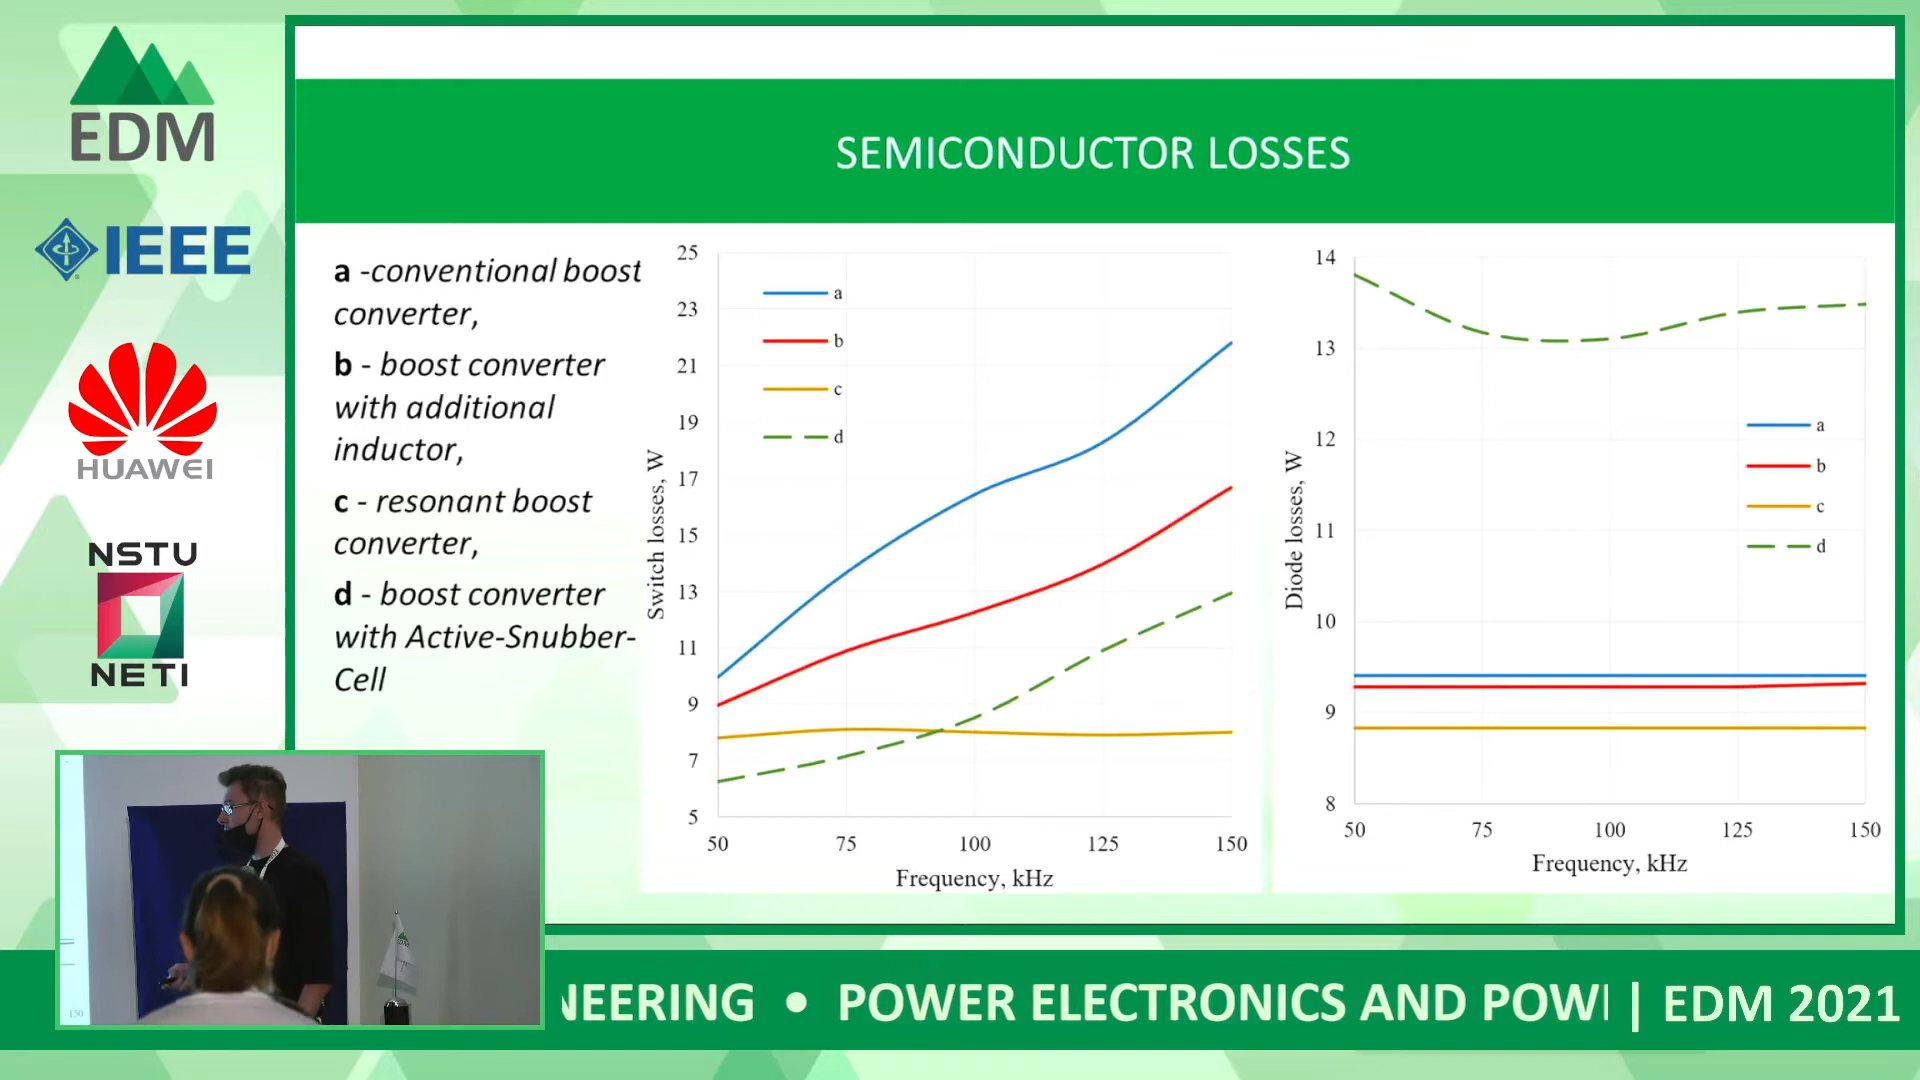 EDM
IEEE
HUAWEI
NSTU
NETI
SEMICONDUCTOR LOSSES
a -conventional boost
converter,
b - boost converter
with additional
inductor,
c - resonant boost
converter,
d - boost converter
with Active-Snubber-
Cell
25
23
21
19
17
15
13
11
9
7
5
Switch losses, W
a
b
c
d
50
75
100
125
150
Frequency, kHz
14
13
12
11
10
9
8
Diode losses, W
a
b
c
d
50
75
100
125
150
Frequency, kHz
150
NEERING • POWER ELECTRONICS AND POW | EDM 2021